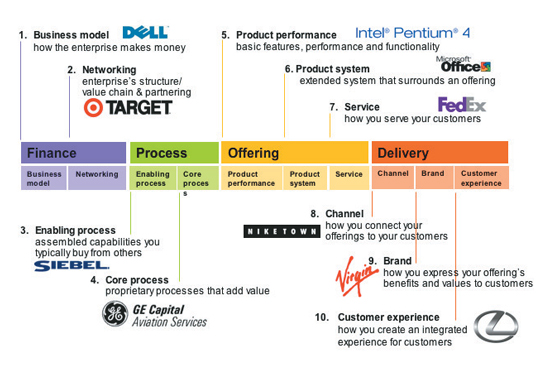 1. Business model
DELL
how the enterprise makes money
2. Networking
enterprise's structure/
value chain & partnering
TARGET
5. Product performance
Intel® Pentium® 4
basic features, performance and functionality
6. Product system
Microsoft
Office
extended system that surrounds an offering
7. Service
FedEx
how you serve your customers
Finance
Process
Offering
Delivery
Business
model
Networking
Enabling
process
Core
proces
s
Product
performance
Product
system
Service
Channel
Brand
Customer
experience
3. Enabling process
assembled capabilities you
typically buy from others
SIEBEL.
4. Core process
proprietary processes that add value
GE Capital
Aviation Services
8. Channel
NIKETOWN
how you connect your
offerings to your customers
9. Brand
Virgin
how you express your offering's
benefits and values to customers
10. Customer experience
how you create an integrated
experience for customers